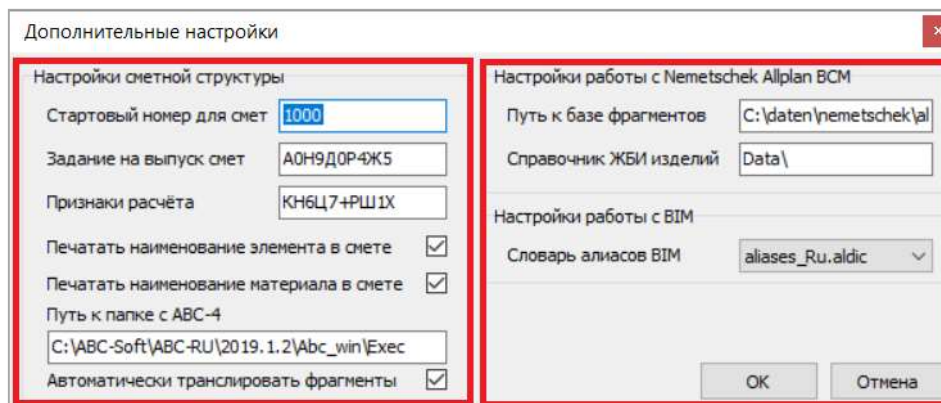 Дополнительные настройки
Настройки сметной структуры
Стартовый номер для смет 1000
Задание на выпуск смет А0Н9Д0Р4Ж5
Признаки расчёта КН6Ц7+РШ1Х
Печатать наименование элемента в смете
Печатать наименование материала в смете
Путь к папке с АВС-4
C:\ABC-Soft\ABC-RU\2019.1.2\Abc_win\Exec
Автоматически транслировать фрагменты
Настройки работы с Nemetschek Allplan BCM
Путь к базе фрагментов C:\daten\nemetschek\al
Справочник ЖБИ изделий Data\
Настройки работы с BIM
Словарь алиасов BIM aliases_Ru.aldic
OK Отмена